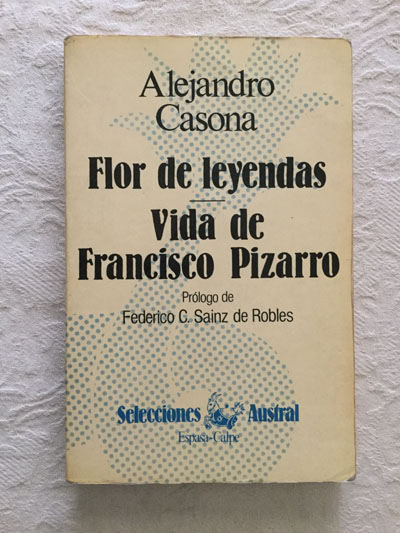 Alejandro
Casona
Flor de leyendas
Vida de
Francisco Pizarro
Prólogo de
Federico C. Sainz de Robles
Selecciones Austral
Espasa-Calpe